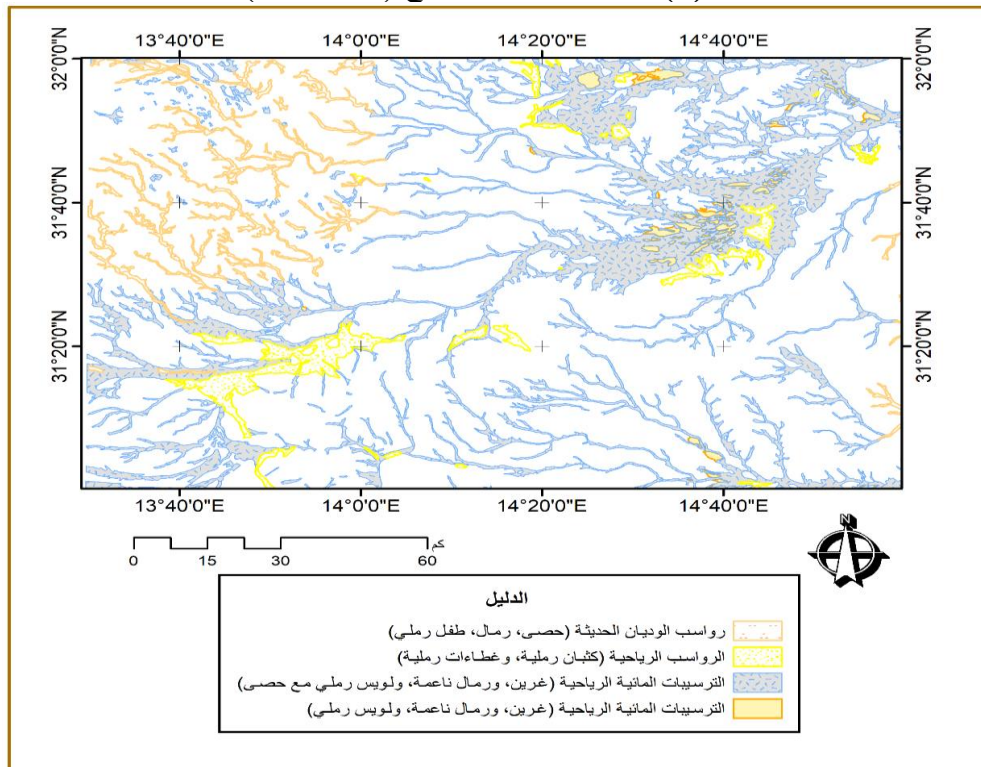 13°40'0"E 14°0'0"E 14°20'0"E 14°40'0"E
32°0'0"N 32°0'0"N
31°40'0"N 31°40'0"N
31°20'0"N 31°20'0"N
13°40'0"E 14°0'0"E 14°20'0"E 14°40'0"E
كم
0 15 30 60
N
الدليل
رواسب الوديان الحديثة (حصى، رمال، طفل رملي)
الرواسب الرياحية (كثبان رملية، وغطاءات رملية)
الترسيبات المائية الرياحية (غرين، ورمال ناعمة، ولويس رملي مع حصى)
الترسيبات المائية الرياحية (غرين، ورمال ناعمة، ولويس رملي)